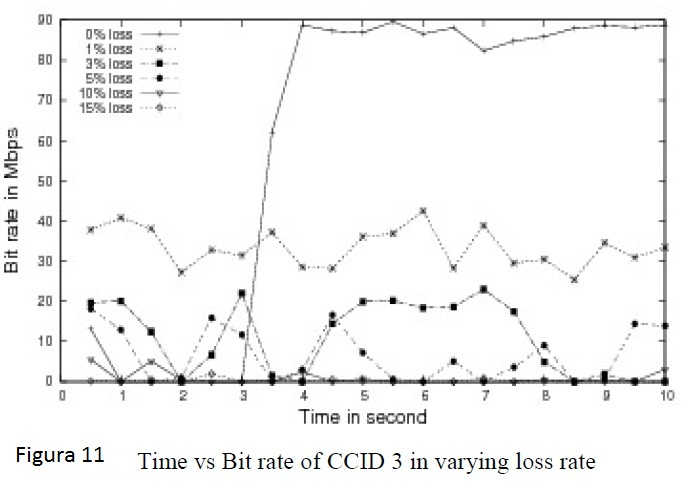 90
80
70
60
50
40
30
20
10
0
Bit rate in Mbps
0% loss
1% loss
3% loss
5% loss
10% loss
15% loss
0 1 2 3 4 5 6 7 8 9 10
Time in second
Figura 11 Time vs Bit rate of CCID 3 in varying loss rate